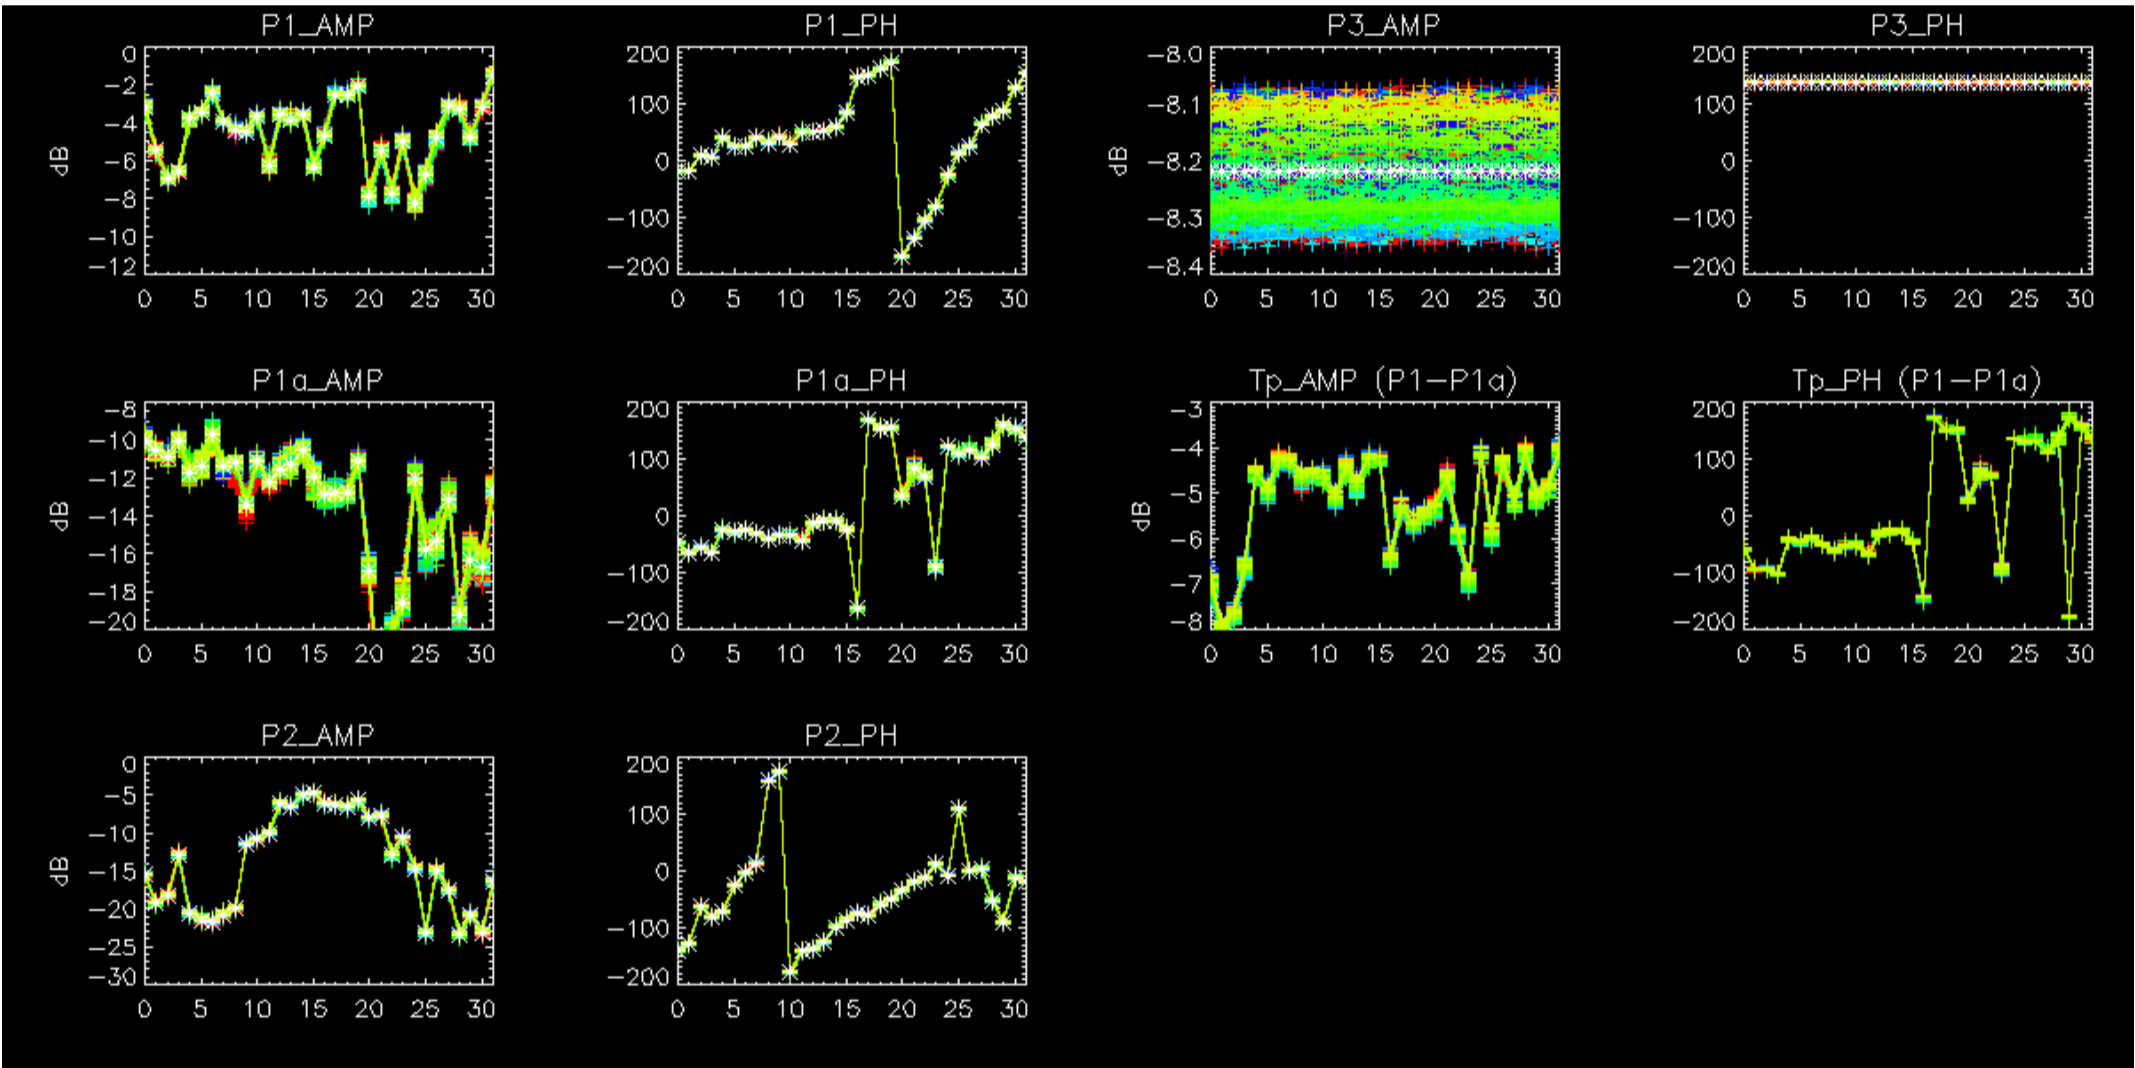 P1_AMP
0
-2
-4
-6
-8
-10
-12
dB
0 5 10 15 20 25 30
P1_PH
200
100
0
-100
-200
0 5 10 15 20 25 30
P3_AMP
-8.0
-8.1
-8.2
-8.3
-8.4
dB
0 5 10 15 20 25 30
P3_PH
200
100
0
-100
-200
0 5 10 15 20 25 30
P1a_AMP
-8
-10
-12
-14
-16
-18
-20
dB
0 5 10 15 20 25 30
P1a_PH
200
100
0
-100
-200
0 5 10 15 20 25 30
Tp_AMP (P1-P1a)
-3
-4
-5
-6
-7
-8
dB
0 5 10 15 20 25 30
Tp_PH (P1-P1a)
200
100
0
-100
-200
0 5 10 15 20 25 30
P2_AMP
0
-5
-10
-15
-20
-25
-30
dB
0 5 10 15 20 25 30
P2_PH
200
100
0
-100
-200
0 5 10 15 20 25 30